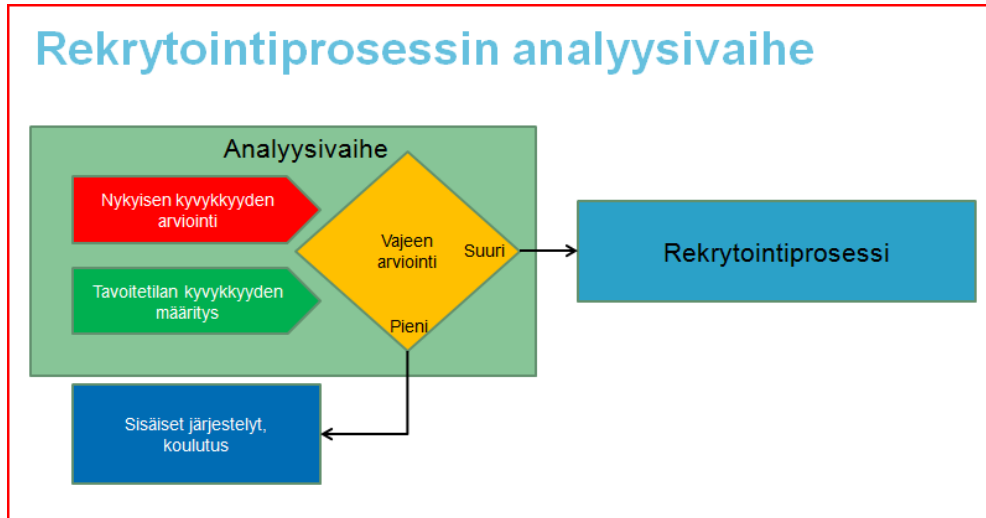 Rekrytointiprosessin analyysivaihe
Analyysivaihe
Nykyisen kyvykkyyden
arviointi
Tavoitetilan kyvykkyyden
määritys
Vajeen
arviointi
Suuri
Pieni
Rekrytointiprosessi
Sisäiset järjestelyt,
koulutus